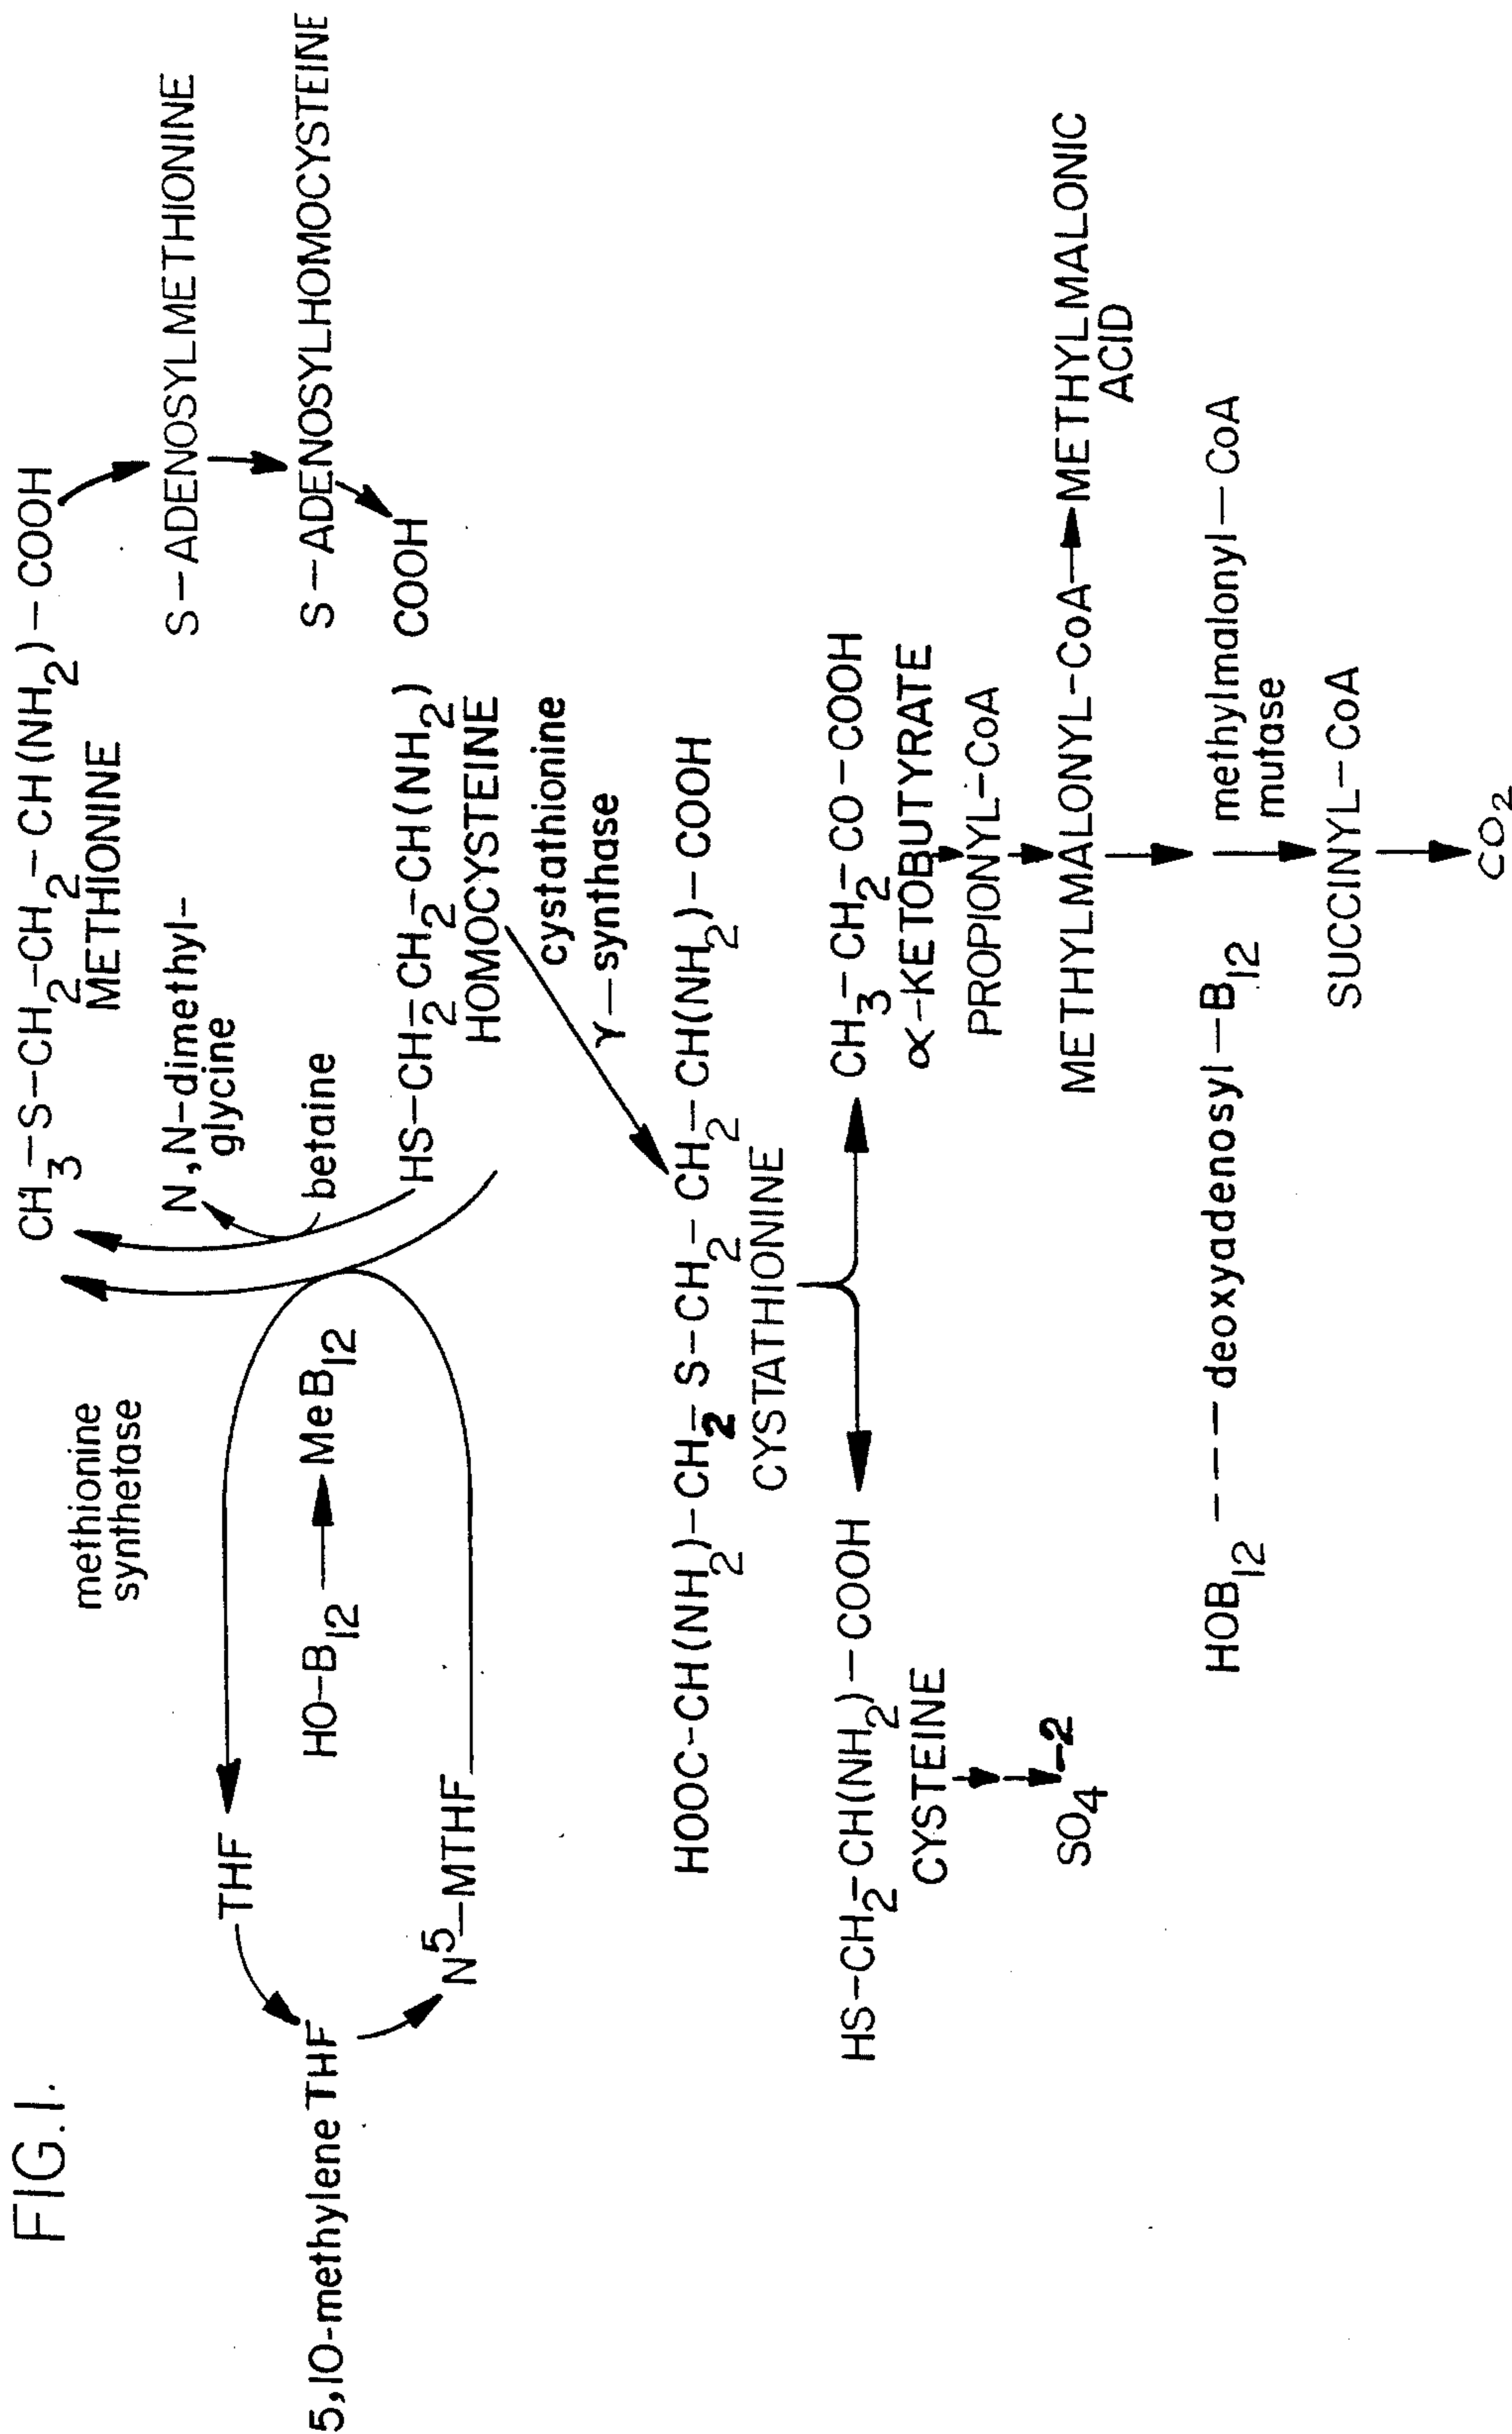 FIG.1.
CH3-S-CH2-CH2-CH(NH2)-COOH
METHIONINE
methionine
synthetase
N,N-dimethyl-
glycine
S-ADENOSYLMETHIONINE
THF
5,10-methylene THF
HO-B12 → MeB12
betaine
S-ADENOSYLHOMOCYSTEINE
N5-MTHF
HS-CH2-CH2-CH(NH2) COOH
HOMOCYSTEINE
cystathionine
γ-synthase
HOOC-CH(NH2)-CH2-S-CH2-CH2-CH(NH2)-COOH
CYSTATHIONINE
HS-CH2-CH(NH2)-COOH
CYSTEINE
SO4-2
CH3-CH2-CO-COOH
α-KETOBUTYRATE
PROPIONYL-CoA
METHYLMALONYL-CoA → METHYLMALONIC
ACID
HOB12 --- deoxyadenosyl-B12
methylmalonyl-CoA
mutase
SUCCINYL-CoA
CO2